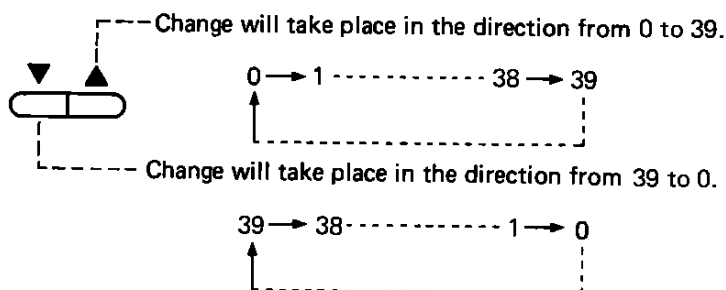 Change will take place in the direction from 0 to 39.
0 → 1 ------------ 38 → 39
Change will take place in the direction from 39 to 0.
39 → 38 ------------ 1 → 0